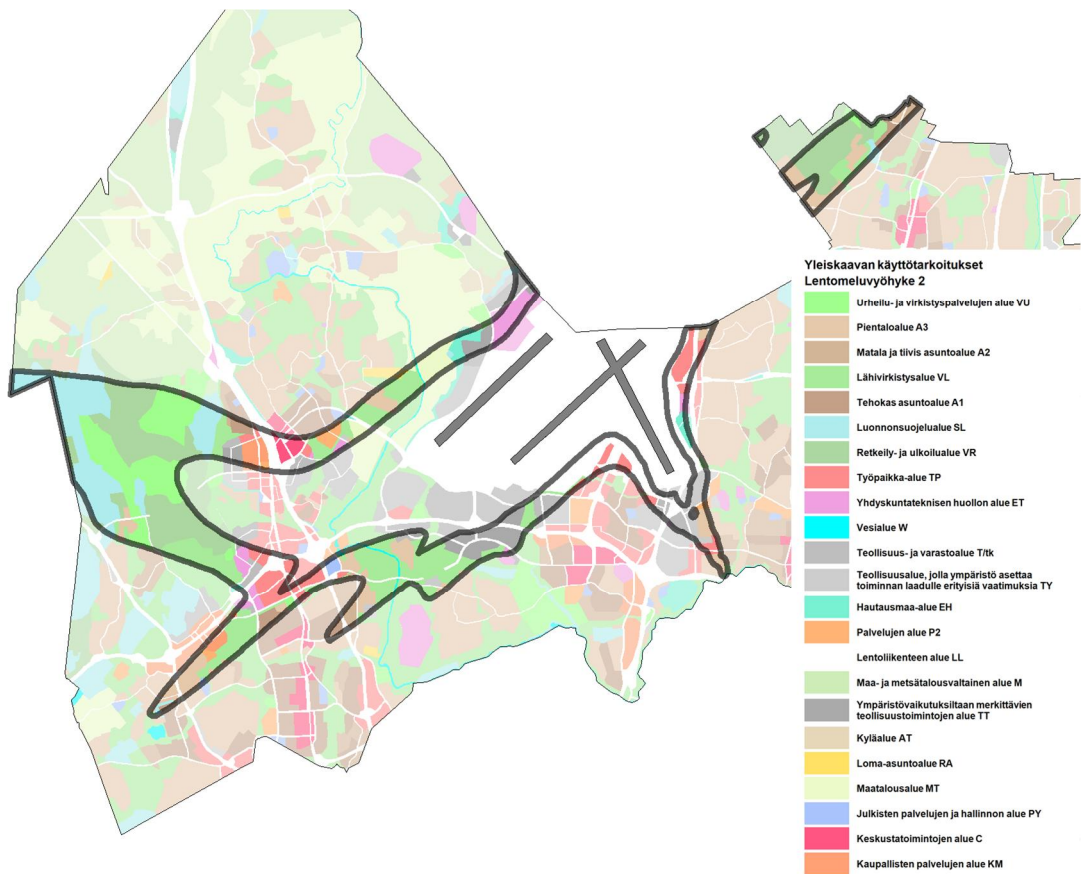 Yleiskaavan käyttötarkoitukset
Lentomeluvyöhyke 2
Urheilu- ja virkistyspalvelujen alue VU
Pientaloalue A3
Matala ja tiivis asuntoalue A2
Lähivirkistysalue VL
Tehokas asuntoalue A1
Luonnonsuojelualue SL
Retkeily- ja ulkoilualue VR
Työpaikka-alue TP
Yhdyskuntateknisen huollon alue ET
Vesialue W
Teollisuus- ja varastoalue T/tk
Teollisuusalue, jolla ympäristö asettaa
toiminnan laadulle erityisiä vaatimuksia TY
Hautausmaa-alue EH
Palvelujen alue P2
Lentoliikenteen alue LL
Maa- ja metsätalousvaltainen alue M
Ympäristövaikutuksiltaan merkittävien
teollisuustoimintojen alue TT
Kyläalue AT
Loma-asuntoalue RA
Maatalousalue MT
Julkisten palvelujen ja hallinnon alue PY
Keskustatoimintojen alue C
Kaupallisten palvelujen alue KM